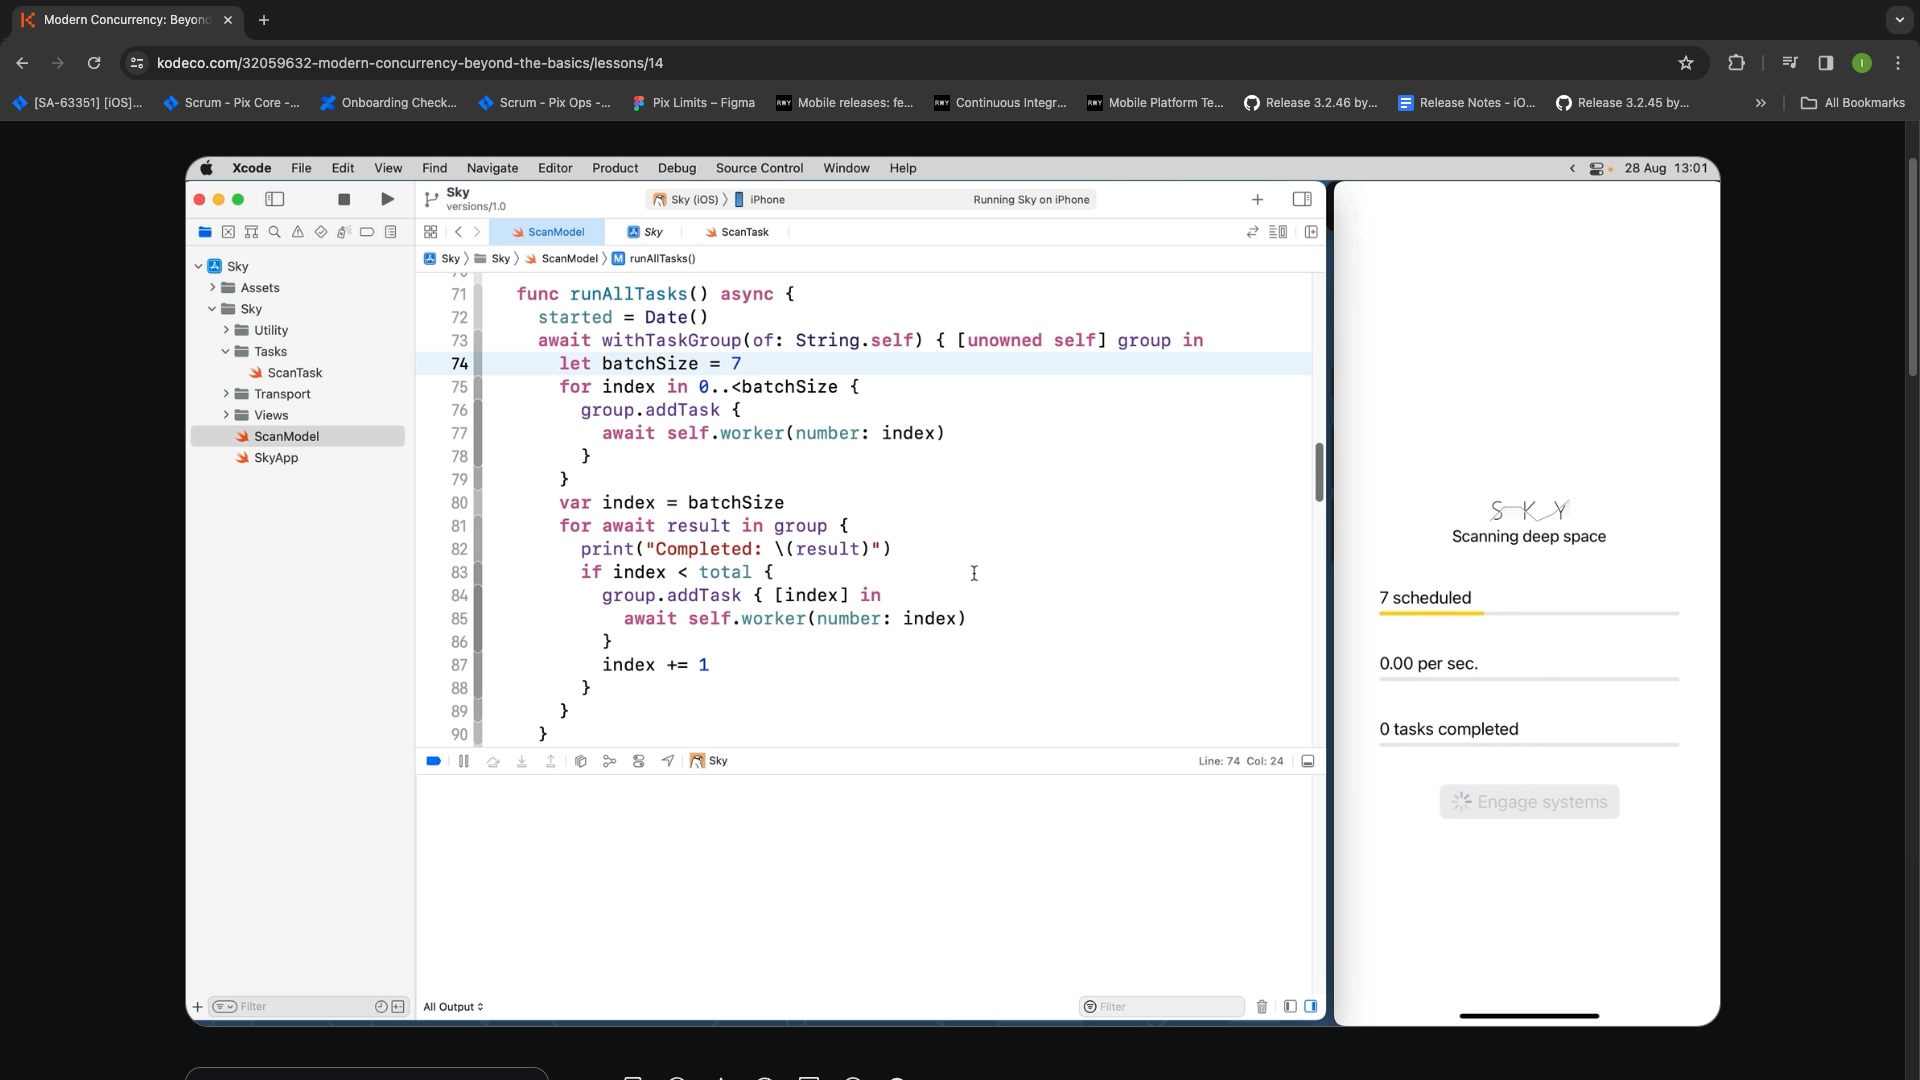 Modern Concurrency: Beyond
kodeco.com/32059632-modern-concurrency-beyond-the-basics/lessons/14
I
[SA-63351] [iOS]...
Scrum - Pix Core -...
Onboarding Check...
Scrum - Pix Ops -...
Pix Limits – Figma
Mobile releases: fe...
Continuous Integr...
Mobile Platform Te...
Release 3.2.46 by...
Release Notes - iO...
Release 3.2.45 by...
All Bookmarks
Xcode File Edit View Find Navigate Editor Product Debug Source Control Window Help
28 Aug 13:01
Sky
versions/1.0
Sky (iOS) 〉 iPhone
Running Sky on iPhone
ScanModel
Sky
ScanTask
Sky 〉 Sky 〉 ScanModel 〉 M runAllTasks()
Sky
Assets
Sky
Utility
Tasks
ScanTask
Transport
Views
ScanModel
SkyApp
71 func runAllTasks() async {
72 started = Date()
73 await withTaskGroup(of: String.self) { [unowned self] group in
74 let batchSize = 7
75 for index in 0..<batchSize {
76 group.addTask {
77 await self.worker(number: index)
78 }
79 }
80 var index = batchSize
81 for await result in group {
82 print("Completed: \(result)")
83 if index < total {
84 group.addTask { [index] in
85 await self.worker(number: index)
86 }
87 index += 1
88 }
89 }
90 }
Sky
Line: 74 Col: 24
Filter
All Output
Filter
S K Y
Scanning deep space
7 scheduled
0.00 per sec.
0 tasks completed
Engage systems